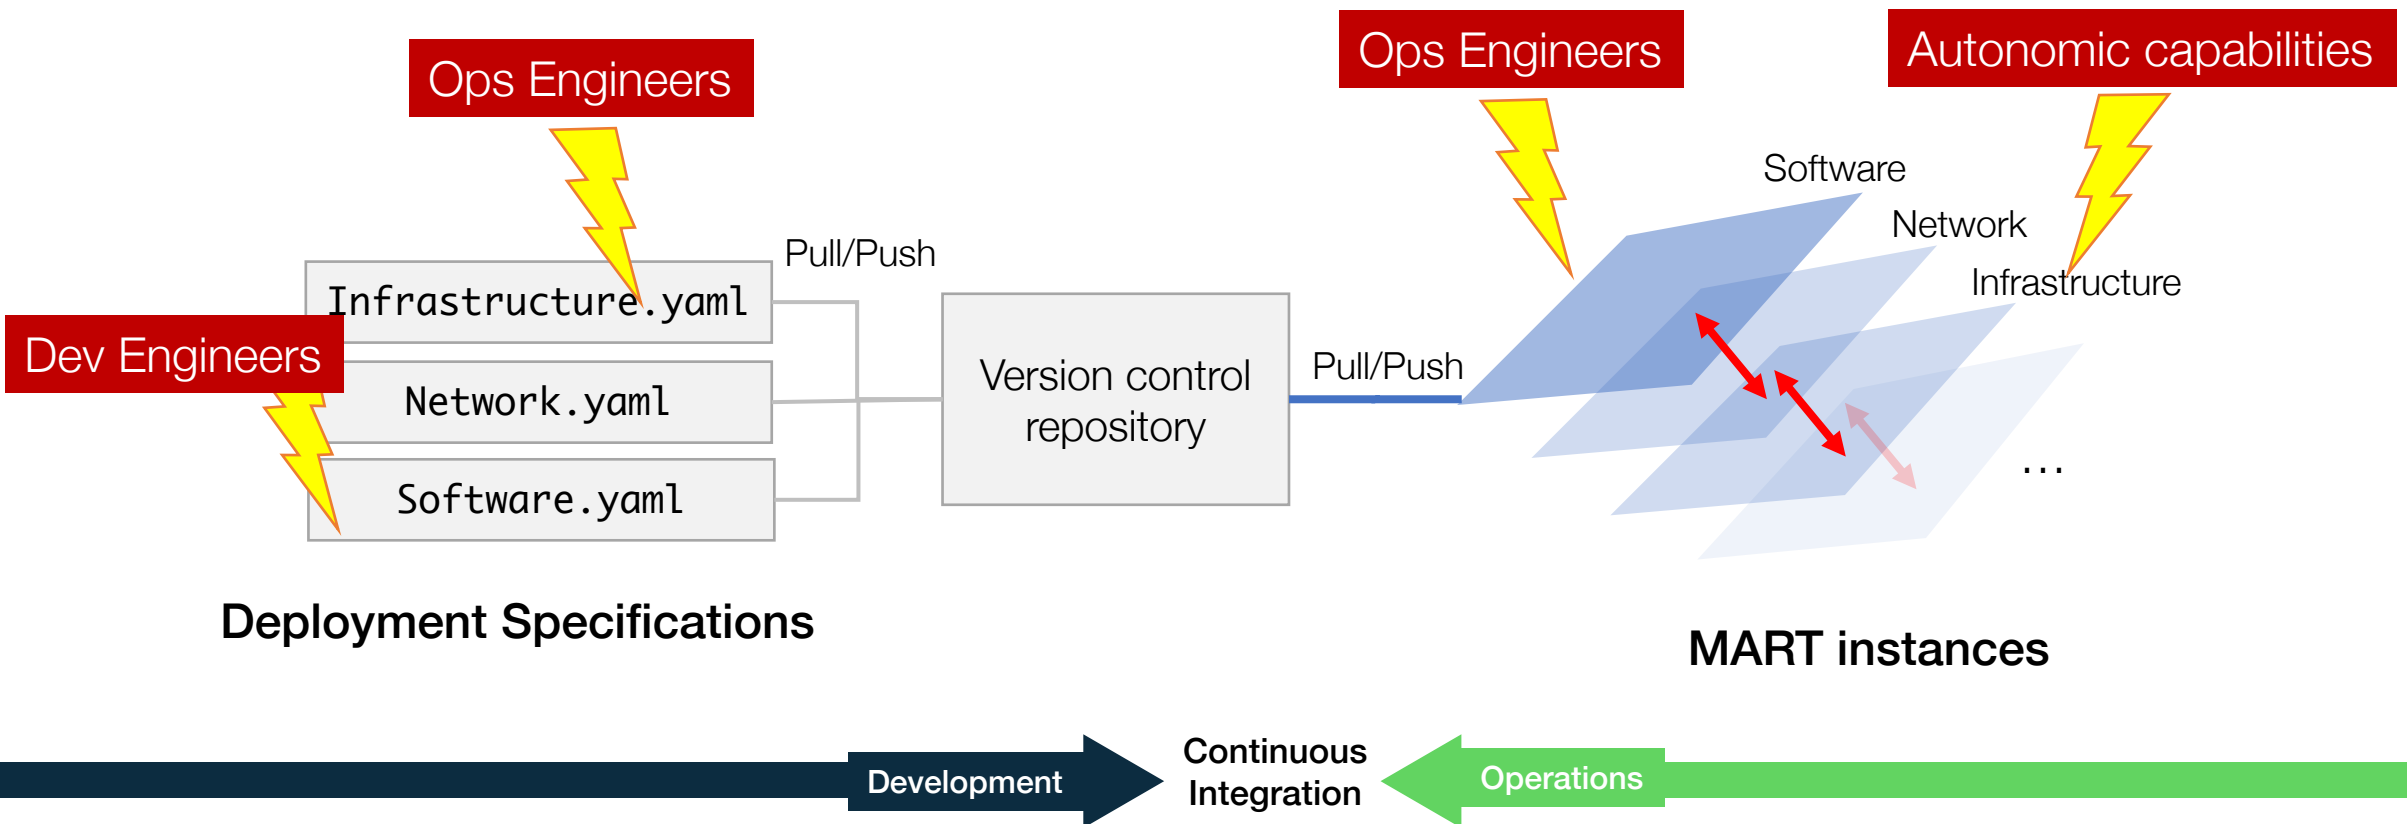 Ops Engineers
Ops Engineers
Autonomic capabilities
Software
Network
Pull/Push
Infrastructure
Infrastructure.yaml
Dev Engineers
Network.yaml
Version control
repository
Pull/Push
Software.yaml
...
Deployment Specifications
MART instances
Development
Continuous
Integration
Operations